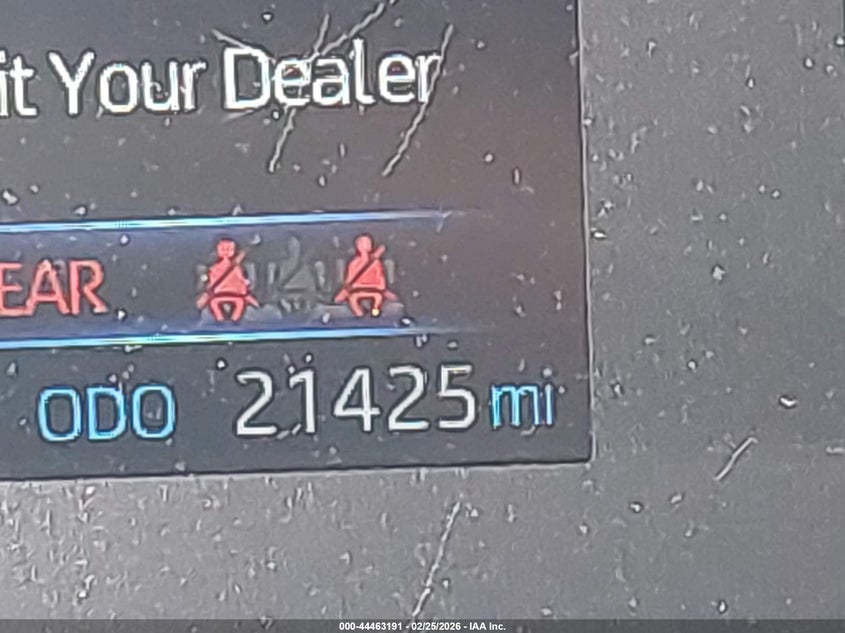 it Your Dealer
EAR
ODO 21425 mi
000-44463191 - 02/25/2026 - IAA Inc.